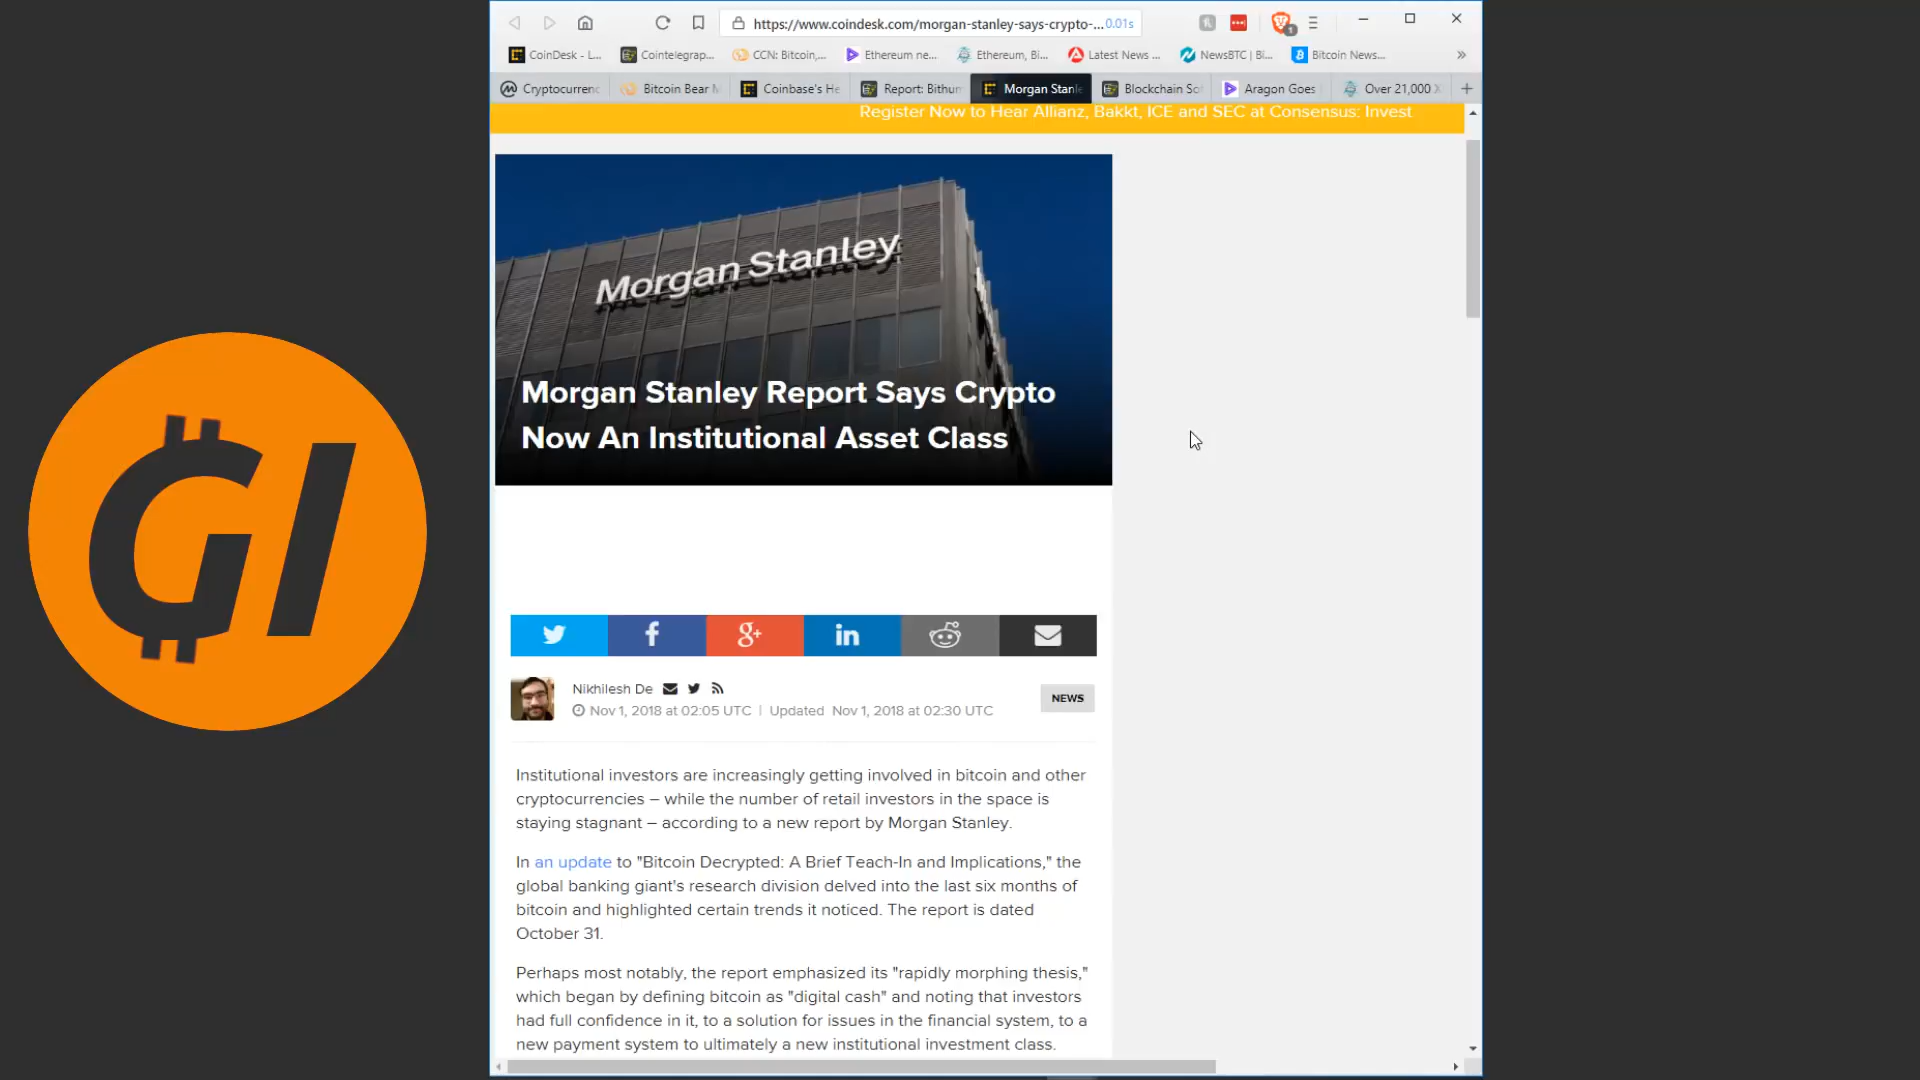 https://www.coindesk.com/morgan-stanley-says-crypto-... 0.01s
1
CoinDesk - L...
Cointelegrap...
CCN: Bitcoin,...
Ethereum ne...
Ethereum, Bi...
Latest News ...
NewsBTC | Bi...
Bitcoin News...
»
Cryptocurrenc
Bitcoin Bear M
Coinbase's He
Report: Bithum
Morgan Stanle
Blockchain So
Aragon Goes
Over 21,000 X
Register Now to Hear Allianz, Bakkt, ICE and SEC at Consensus: Invest
Morgan Stanley
Morgan Stanley Report Says Crypto
Now An Institutional Asset Class
GI
f g+ in
Nikhilesh De
Nov 1, 2018 at 02:05 UTC | Updated Nov 1, 2018 at 02:30 UTC
NEWS
Institutional investors are increasingly getting involved in bitcoin and other
cryptocurrencies – while the number of retail investors in the space is
staying stagnant – according to a new report by Morgan Stanley.
In an update to "Bitcoin Decrypted: A Brief Teach-In and Implications," the
global banking giant's research division delved into the last six months of
bitcoin and highlighted certain trends it noticed. The report is dated
October 31.
Perhaps most notably, the report emphasized its "rapidly morphing thesis,"
which began by defining bitcoin as "digital cash" and noting that investors
had full confidence in it, to a solution for issues in the financial system, to a
new payment system to ultimately a new institutional investment class.